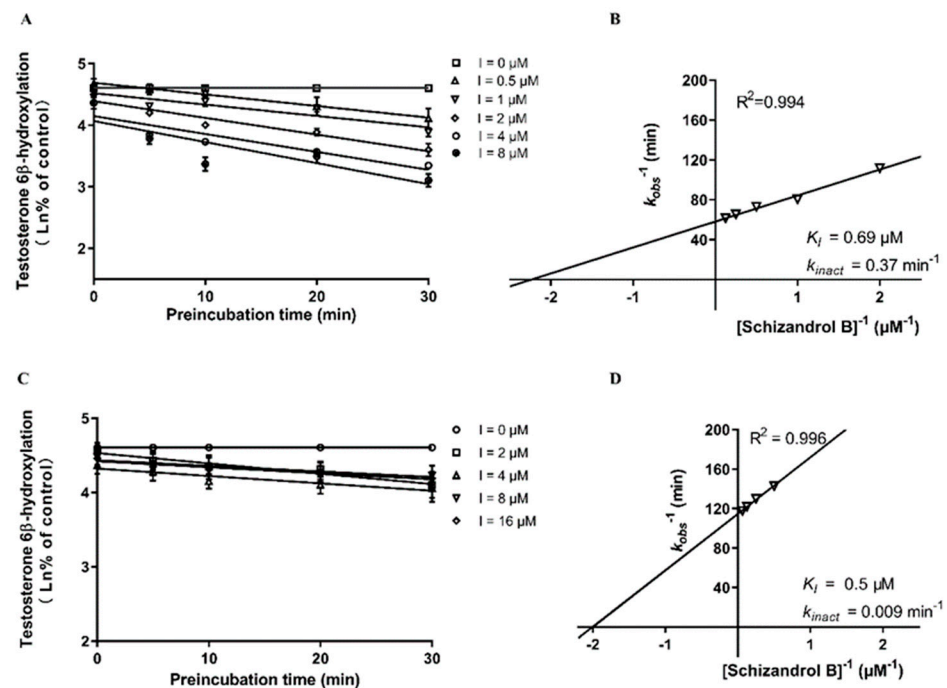 A
Testosterone 6β-hydroxylation
( Ln% of control)
5
4
3
2
0
10
20
30
Preincubation time (min)
I = 0 μM
I = 0.5 μM
I = 1 μM
I = 2 μM
I = 4 μM
I = 8 μM
B
kobs-1 (min)
200
160
120
80
40
-2
-1
1
2
R2=0.994
KI = 0.69 μM
kinact = 0.37 min-1
[Schizandrol B]-1 (μM-1)
C
Testosterone 6β-hydroxylation
( Ln% of control)
5
4
3
2
0
10
20
30
Preincubation time (min)
I = 0 μM
I = 2 μM
I = 4 μM
I = 8 μM
I = 16 μM
D
kobs-1 (min)
200
160
120
80
40
-2
-1
1
2
R2 = 0.996
KI = 0.5 μM
kinact = 0.009 min-1
[Schizandrol B]-1 (μM-1)